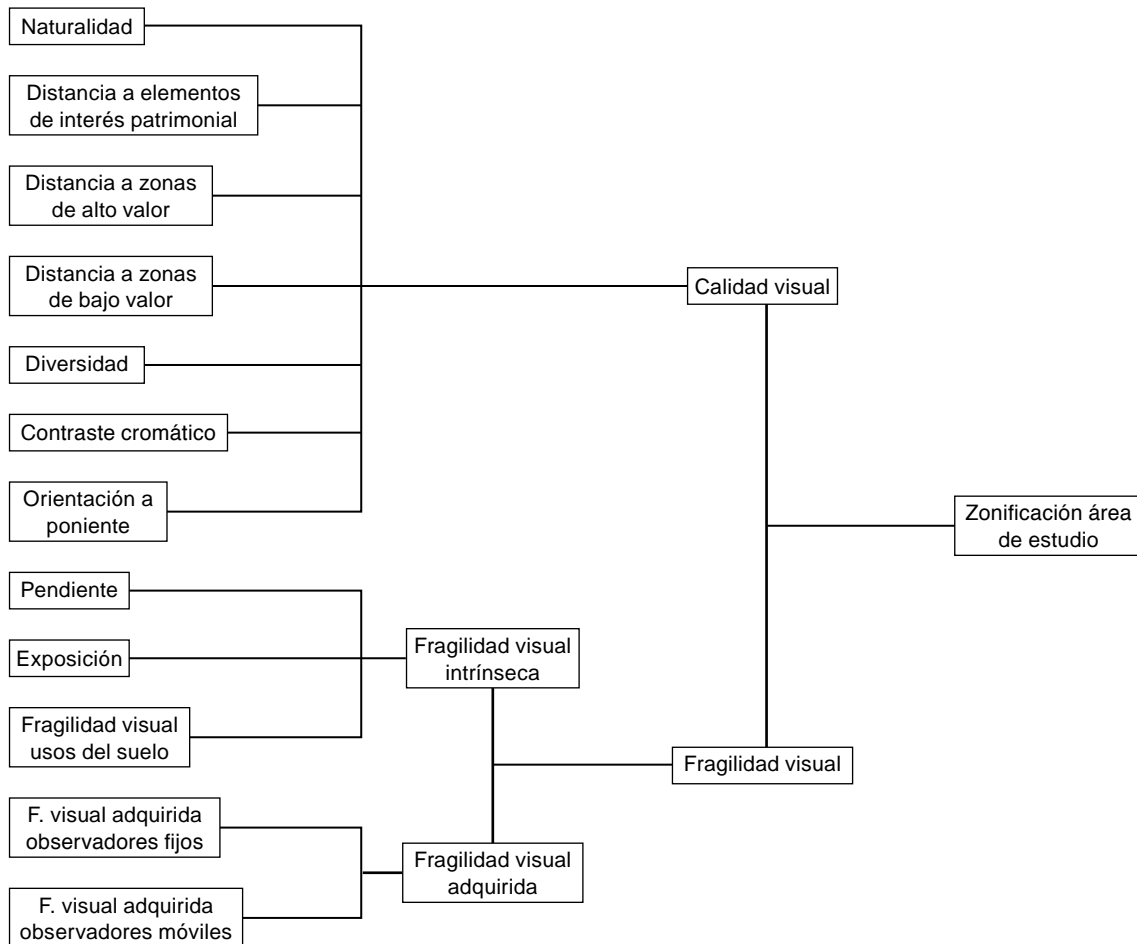 Naturalidad
Distancia a elementos
de interés patrimonial
Distancia a zonas
de alto valor
Distancia a zonas
de bajo valor
Diversidad
Contraste cromático
Orientación a
poniente
Pendiente
Exposición
Fragilidad visual
usos del suelo
F. visual adquirida
observadores fijos
F. visual adquirida
observadores móviles
Fragilidad visual
intrínseca
Fragilidad visual
adquirida
Calidad visual
Fragilidad visual
Zonificación área
de estudio